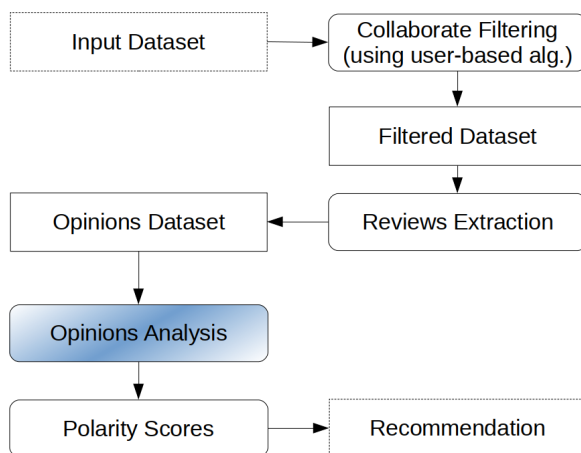 Input Dataset
Collaborate Filtering
(using user-based alg.)
Filtered Dataset
Reviews Extraction
Opinions Dataset
Opinions Analysis
Polarity Scores
Recommendation